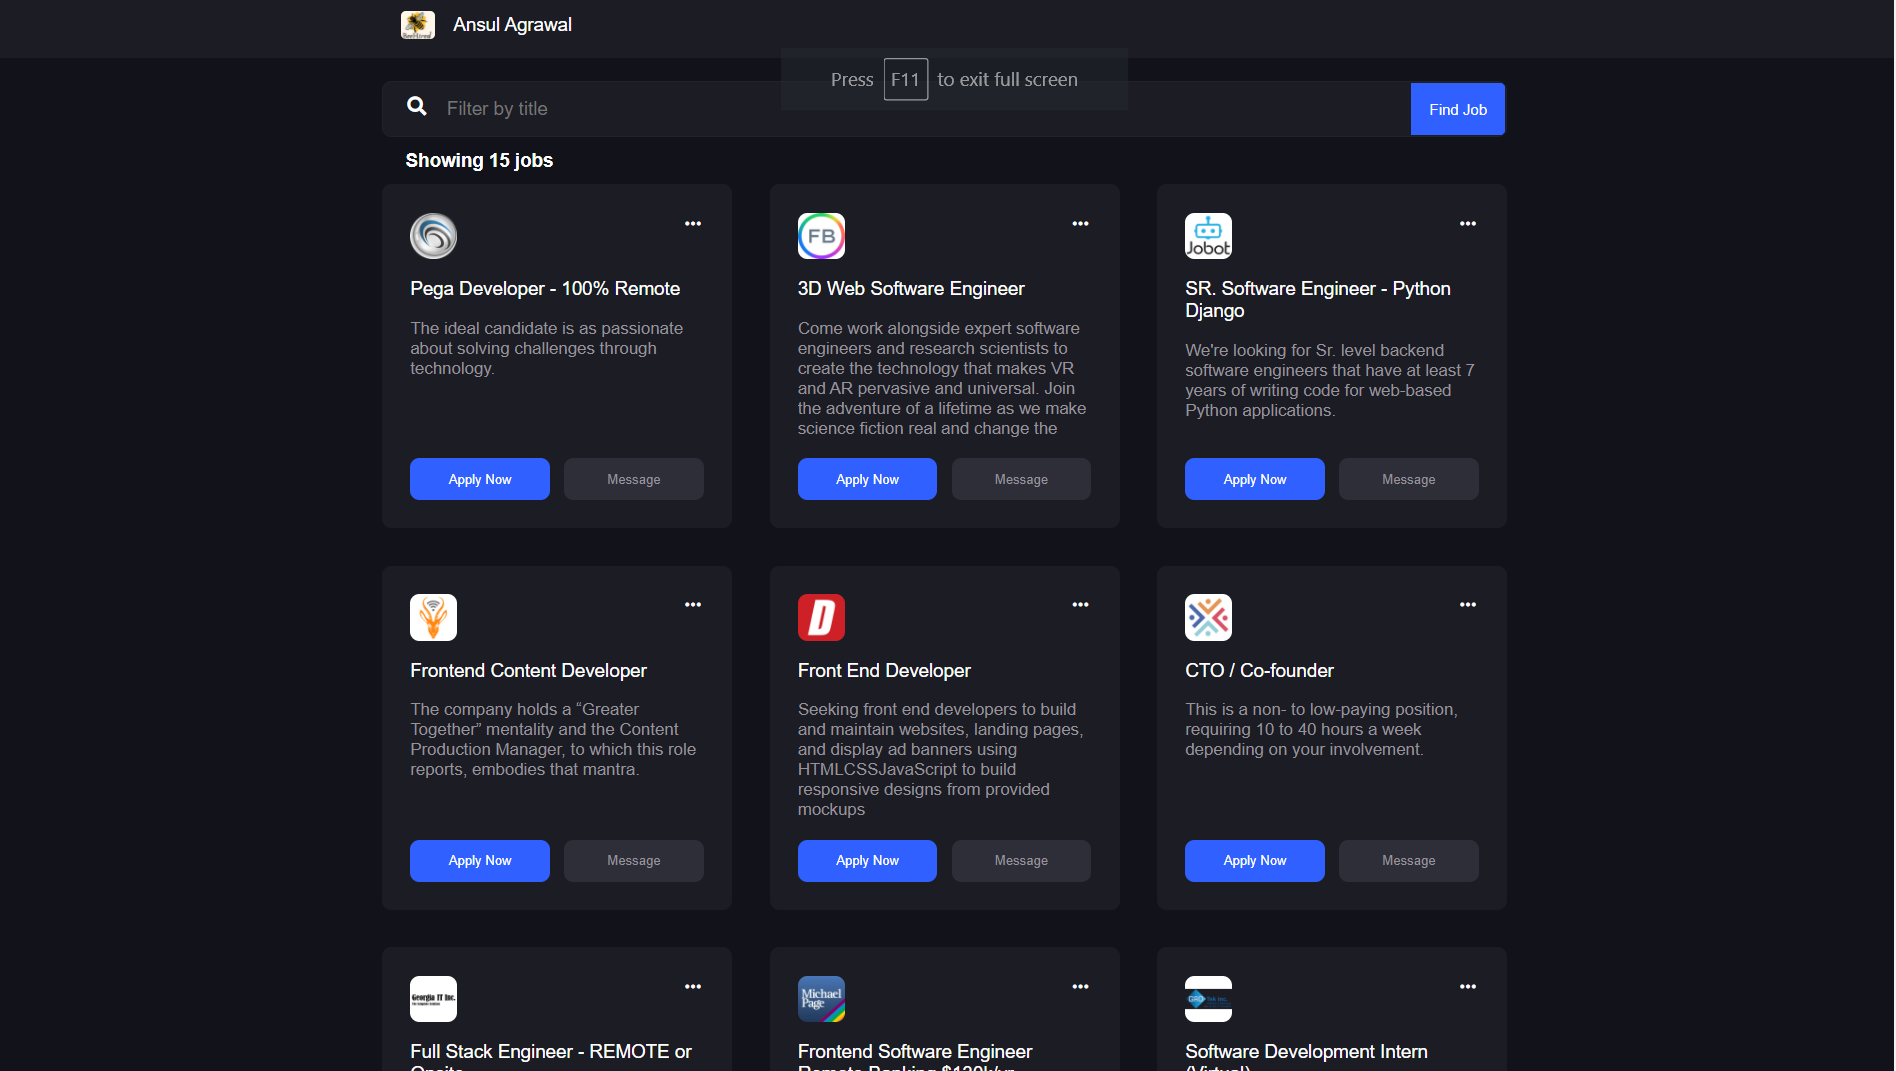 Ansul Agrawal
Press F11 to exit full screen
Filter by title
Find Job
Showing 15 jobs
•••
Pega Developer - 100% Remote
The ideal candidate is as passionate
about solving challenges through
technology.
Apply Now
Message
FB
•••
3D Web Software Engineer
Come work alongside expert software
engineers and research scientists to
create the technology that makes VR
and AR pervasive and universal. Join
the adventure of a lifetime as we make
science fiction real and change the
Apply Now
Message
Jobot
•••
SR. Software Engineer - Python
Django
We're looking for Sr. level backend
software engineers that have at least 7
years of writing code for web-based
Python applications.
Apply Now
Message
•••
Frontend Content Developer
The company holds a “Greater
Together” mentality and the Content
Production Manager, to which this role
reports, embodies that mantra.
Apply Now
Message
D
•••
Front End Developer
Seeking front end developers to build
and maintain websites, landing pages,
and display ad banners using
HTMLCSSJavaScript to build
responsive designs from provided
mockups
Apply Now
Message
•••
CTO / Co-founder
This is a non- to low-paying position,
requiring 10 to 40 hours a week
depending on your involvement.
Apply Now
Message
Georgia IT Inc.
•••
Full Stack Engineer - REMOTE or
Onsite
Michael
Page
•••
Frontend Software Engineer
Remote Banking $130k/yr
•••
Software Development Intern
(Virtual)